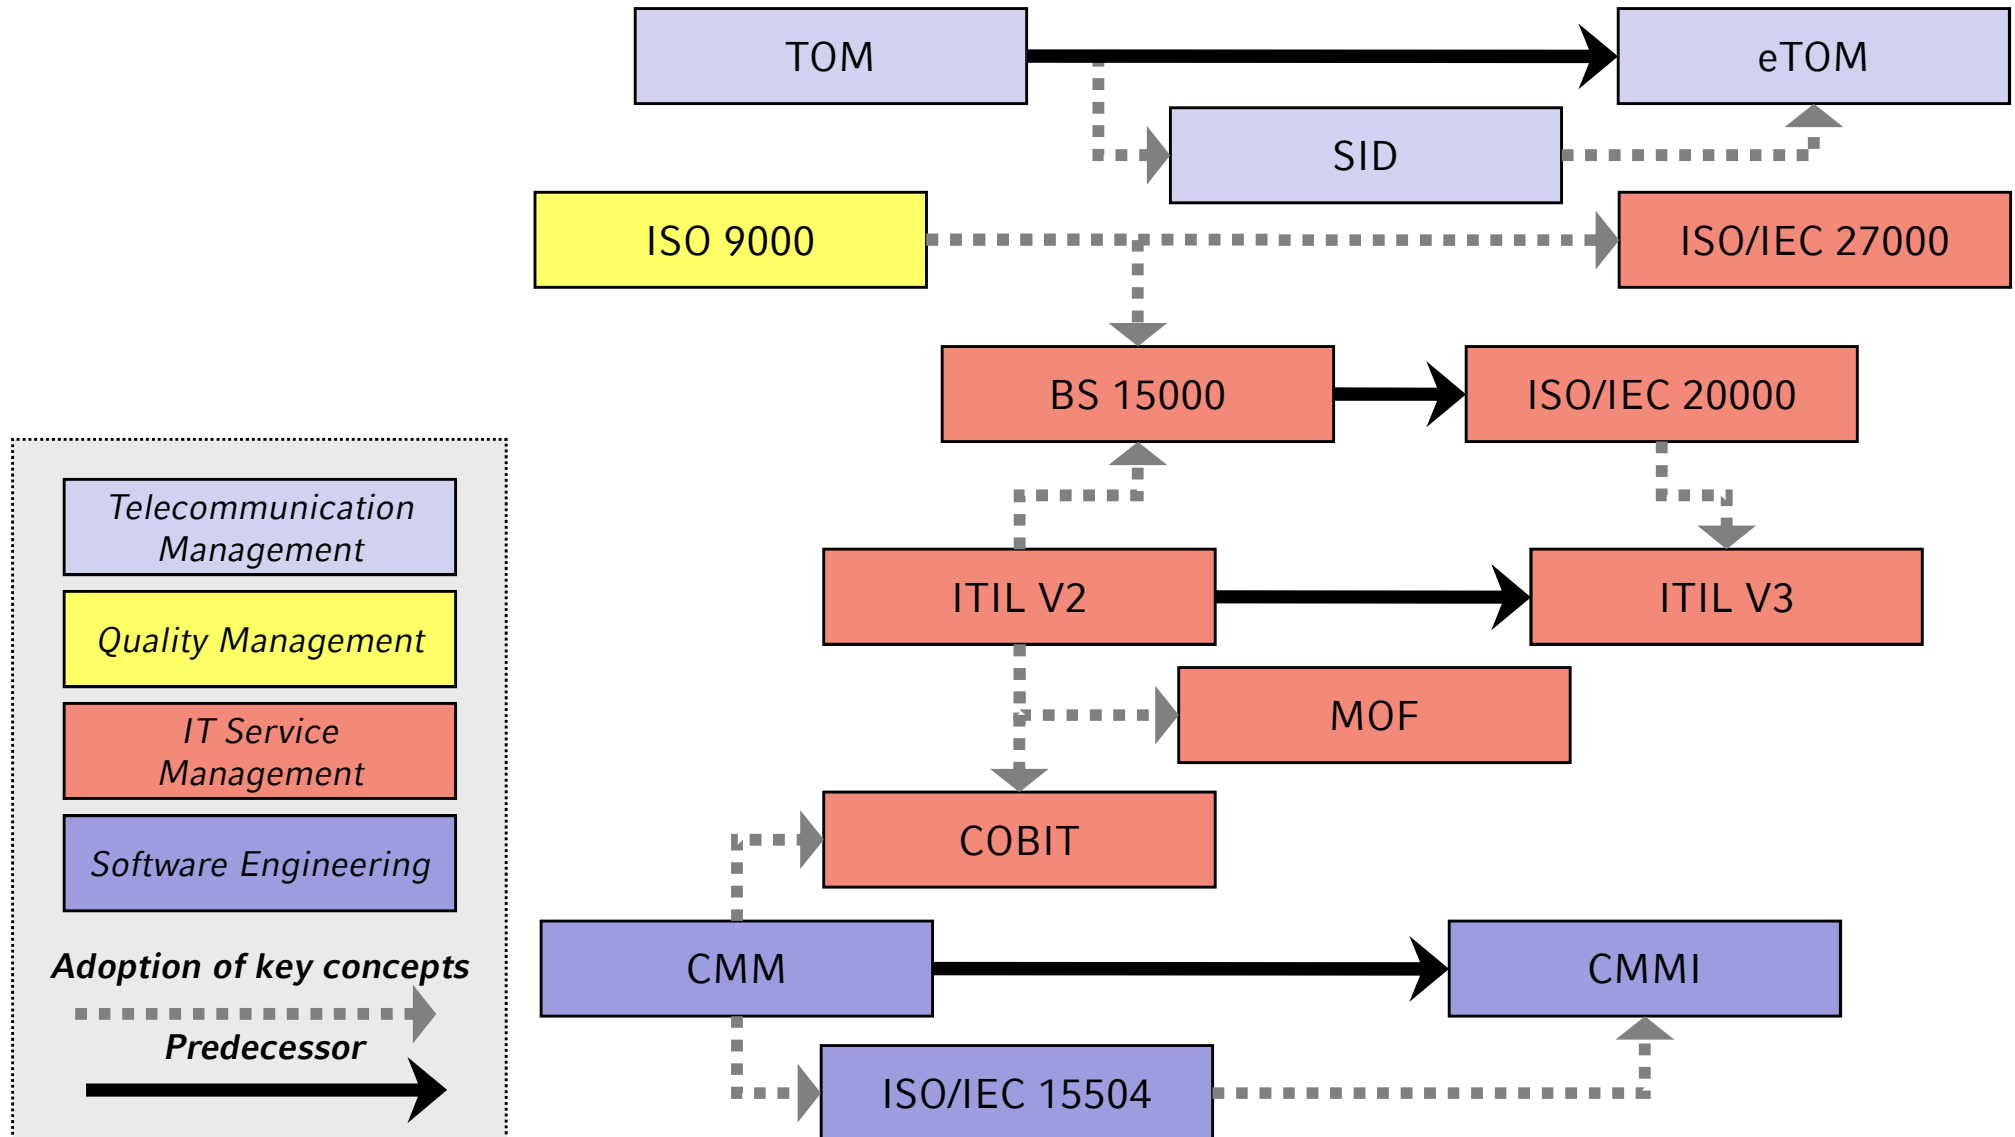 TOM
eTOM
SID
ISO 9000
ISO/IEC 27000
BS 15000
ISO/IEC 20000
ITIL V2
ITIL V3
MOF
COBIT
CMM
CMMI
ISO/IEC 15504
Telecommunication
Management
Quality Management
IT Service
Management
Software Engineering
Adoption of key concepts
Predecessor